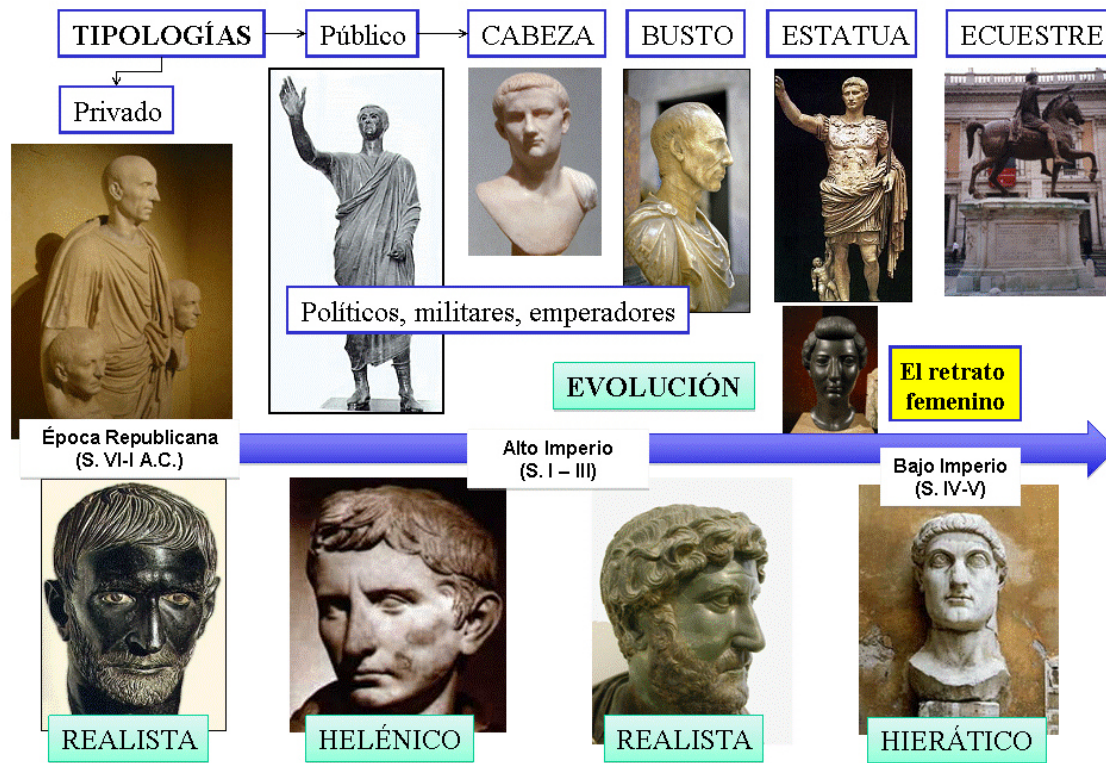 TIPOLOGÍAS
Público
CABEZA
BUSTO
ESTATUA
ECUESTRE
Privado
Políticos, militares, emperadores
EVOLUCIÓN
El retrato
femenino
Época Republicana
(S. VI-I A.C.)
Alto Imperio
(S. I – III)
Bajo Imperio
(S. IV-V)
REALISTA
HELÉNICO
REALISTA
HIERÁTICO